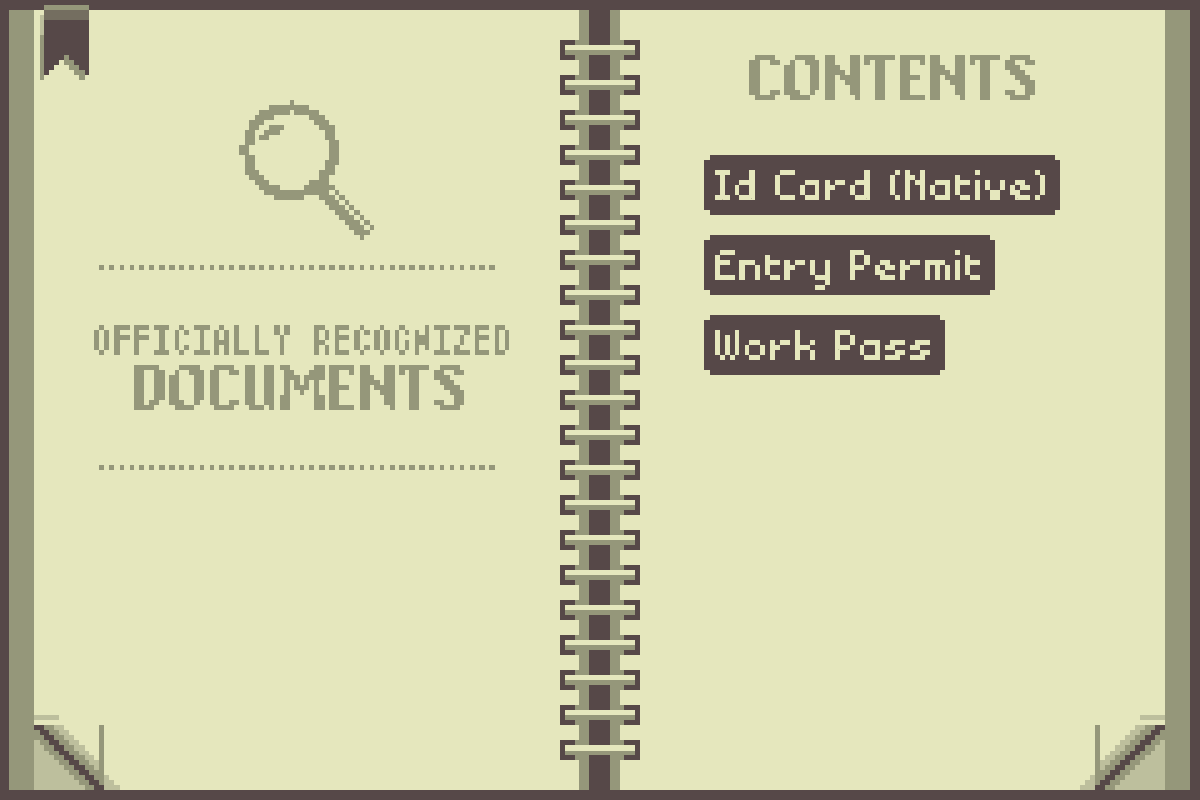 OFFICIALLY RECOGNIZED
DOCUMENTS
CONTENTS
Id Card (Native)
Entry Permit
Work Pass